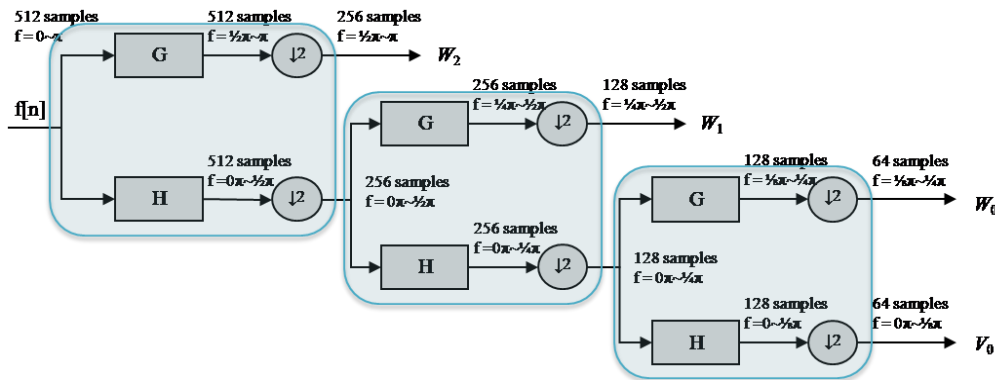 512 samples
f = 0~π
G
512 samples
f = ½π~π
↓2
256 samples
f = ½π~π
W2
f[n]
H
512 samples
f =0π~½π
↓2
256 samples
f = 0π~½π
G
256 samples
f = ¼π~½π
↓2
128 samples
f = ¼π~½π
W1
H
256 samples
f =0π~¼π
↓2
128 samples
f = 0π~¼π
G
128 samples
f = ⅛π~¼π
↓2
64 samples
f = ⅛π~¼π
W0
H
128 samples
f =0~⅛π
↓2
64 samples
f = 0π~⅛π
V0